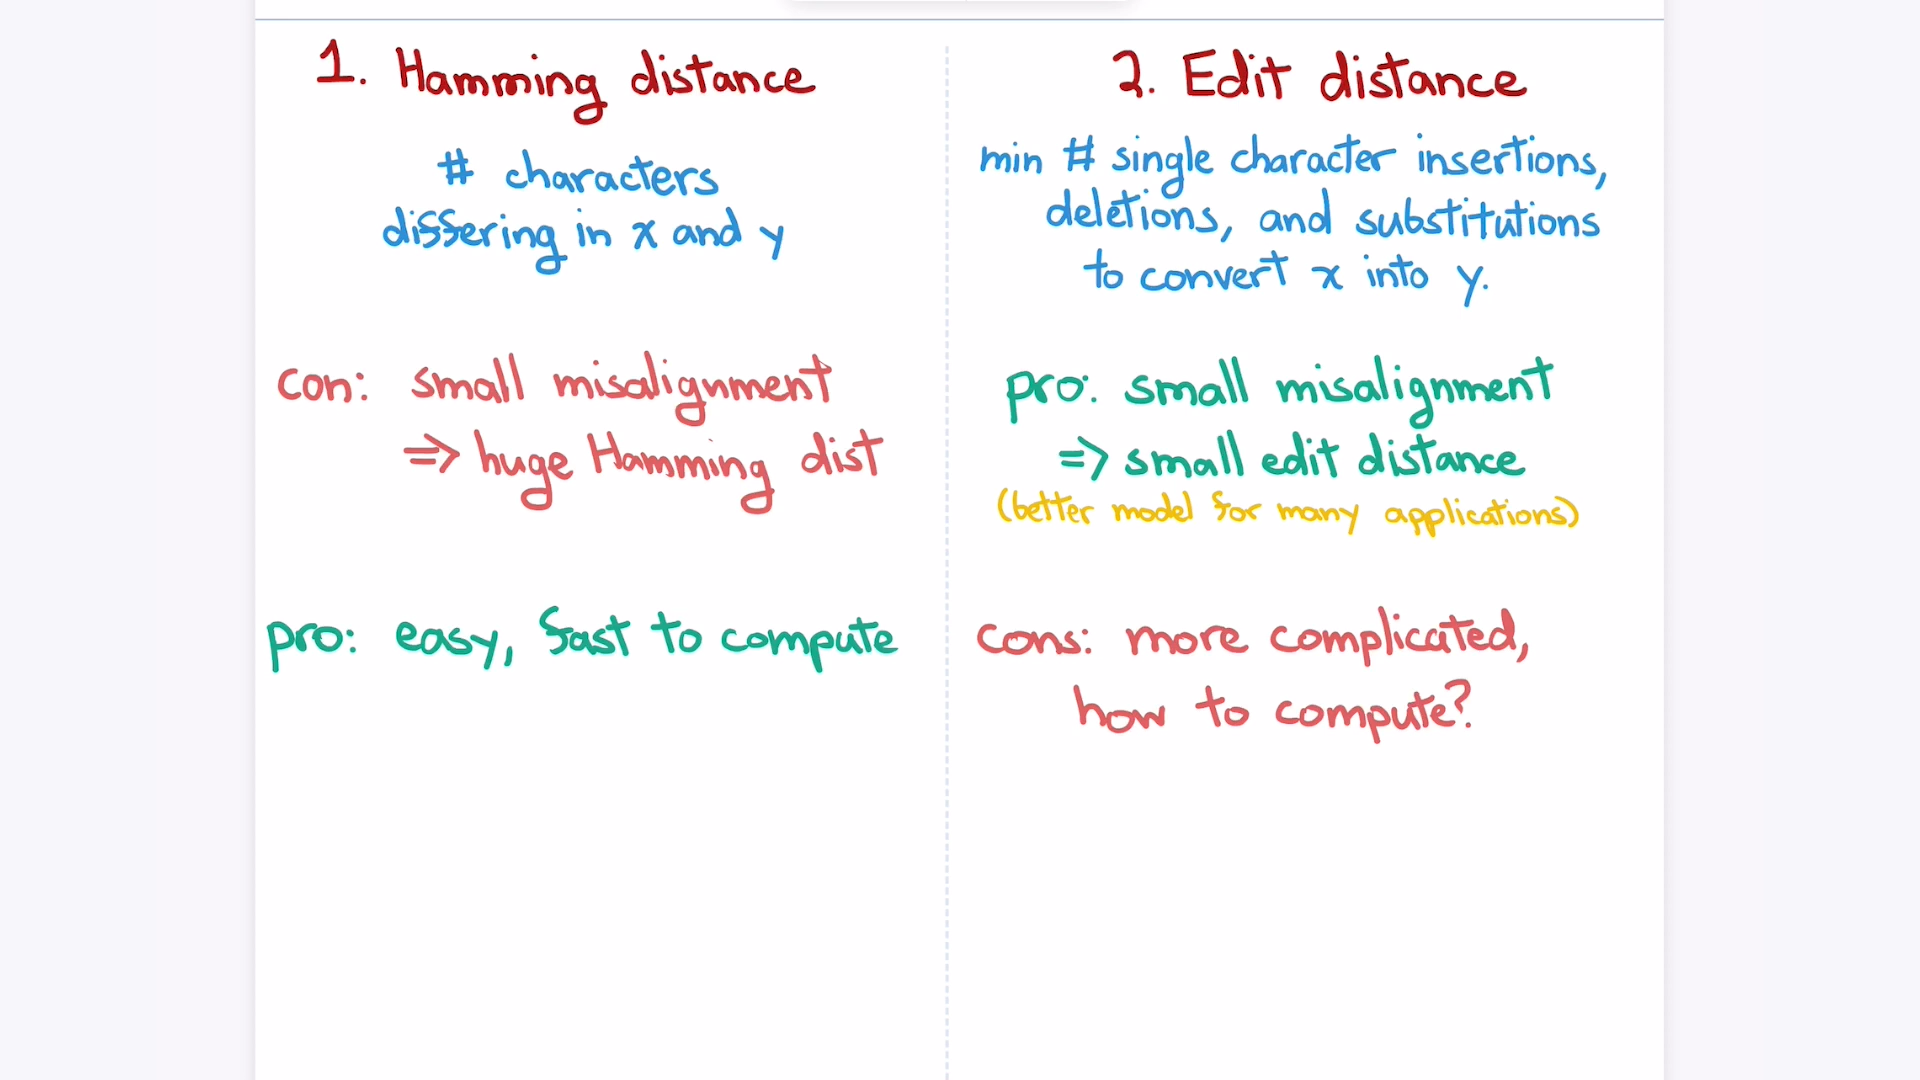 1. Hamming distance
# characters
differing in x and y
con: small misalignment
=> huge Hamming dist
pro: easy, fast to compute
2. Edit distance
min # single character insertions,
deletions, and substitutions
to convert x into y.
pro: small misalignment
=> small edit distance
(better model for many applications)
cons: more complicated,
how to compute?